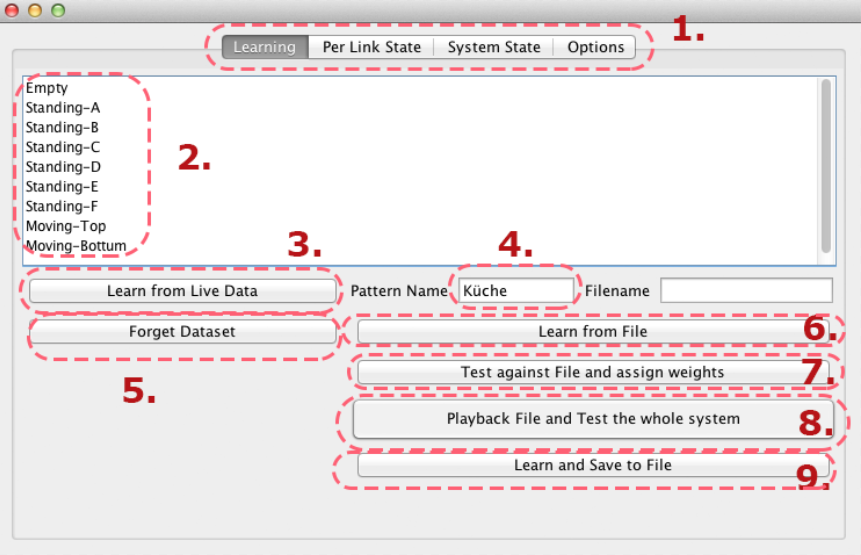 1.
Learning Per Link State System State Options
Empty
Standing-A
Standing-B
Standing-C
Standing-D
Standing-E
Standing-F
Moving-Top
Moving-Bottum
2.
3.
4.
Learn from Live Data Pattern Name Küche Filename
Forget Dataset Learn from File 6.
Test against File and assign weights 7.
5.
Playback File and Test the whole system 8.
Learn and Save to File 9.